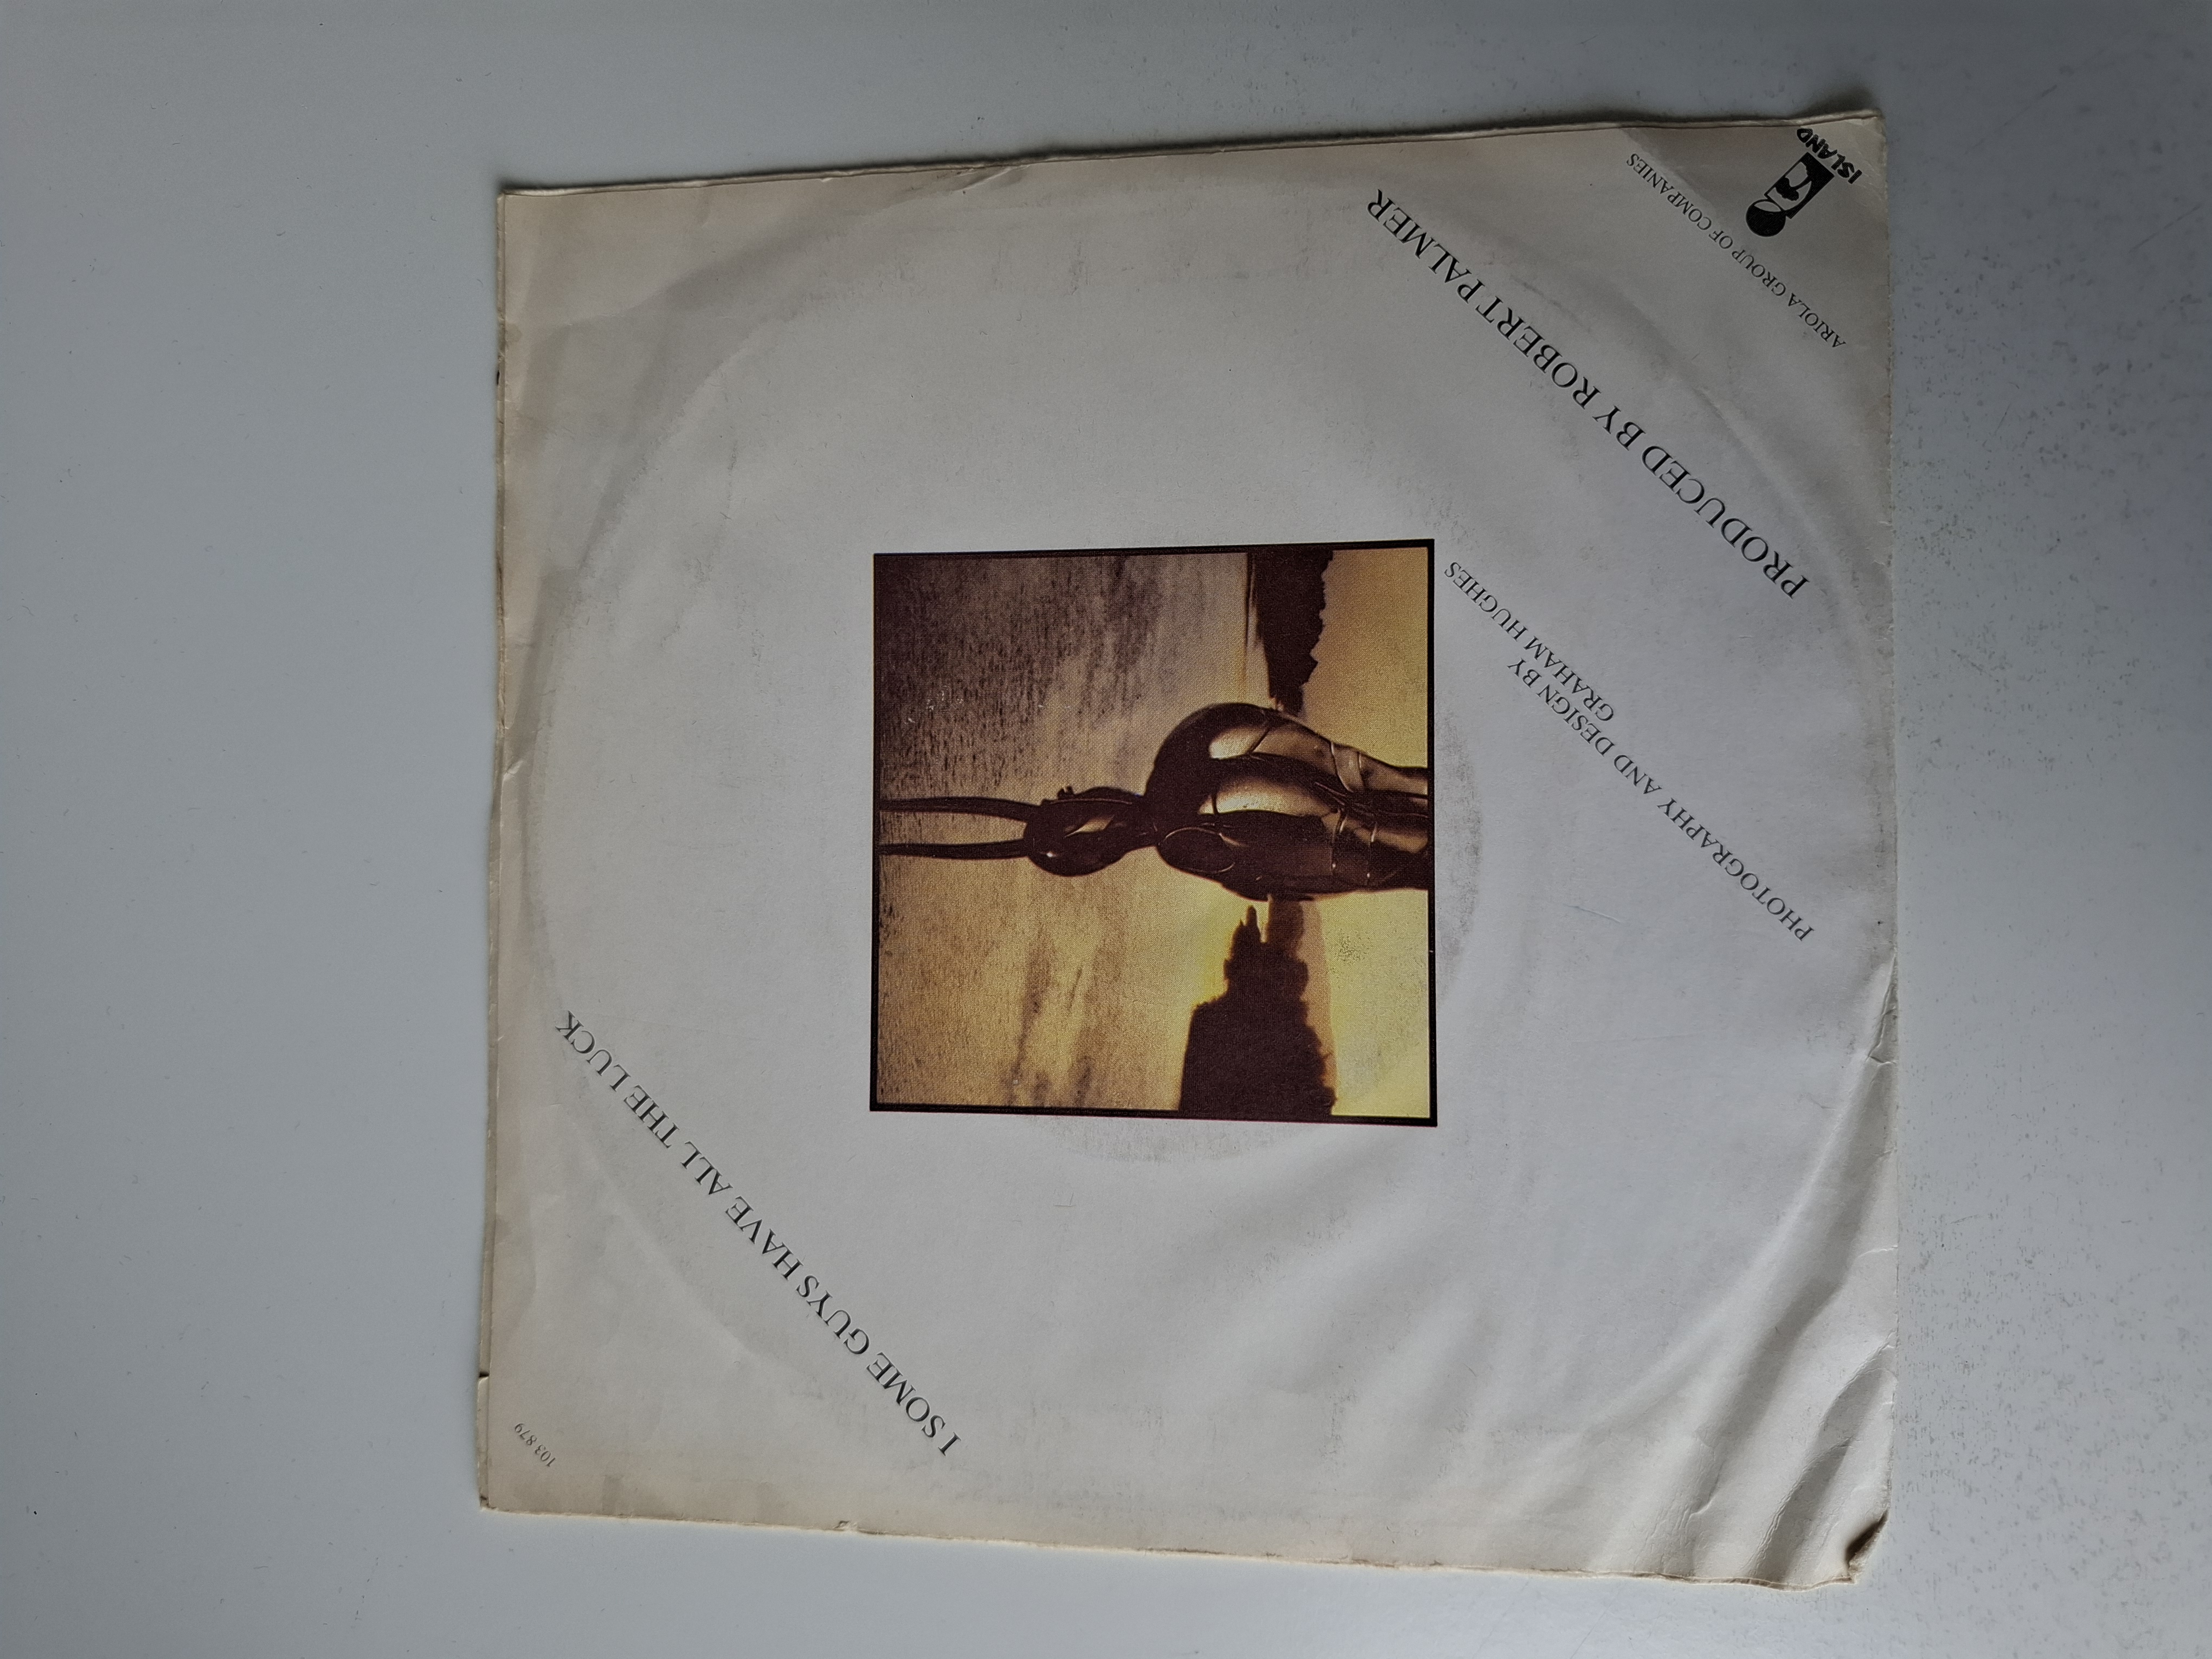 103 879
I SOME GUYS HAVE ALL THE LUCK
PHOTOGRAPHY AND DESIGN BY
GRAHAM HUGHES
PRODUCED BY ROBERT PALMER
ARIOLA GROUP OF COMPANIES
ISLAND